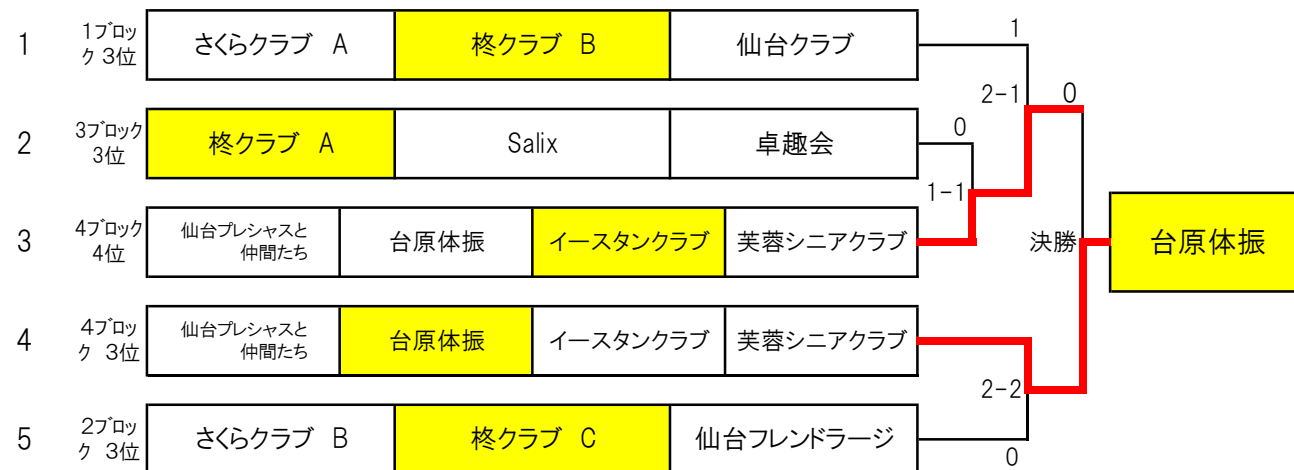 1 1ブロック 3位 さくらクラブ A 柊クラブ B 仙台クラブ 1
2-1 0
2 3ブロック 3位 柊クラブ A Salix 卓趣会 0
1-1
3 4ブロック 4位 仙台プレシャスと仲間たち 台原体振 イースタンクラブ 芙蓉シニアクラブ 決勝 台原体振
4 4ブロック 3位 仙台プレシャスと仲間たち 台原体振 イースタンクラブ 芙蓉シニアクラブ
2-2
5 2ブロック 3位 さくらクラブ B 柊クラブ C 仙台フレンドラージ 0